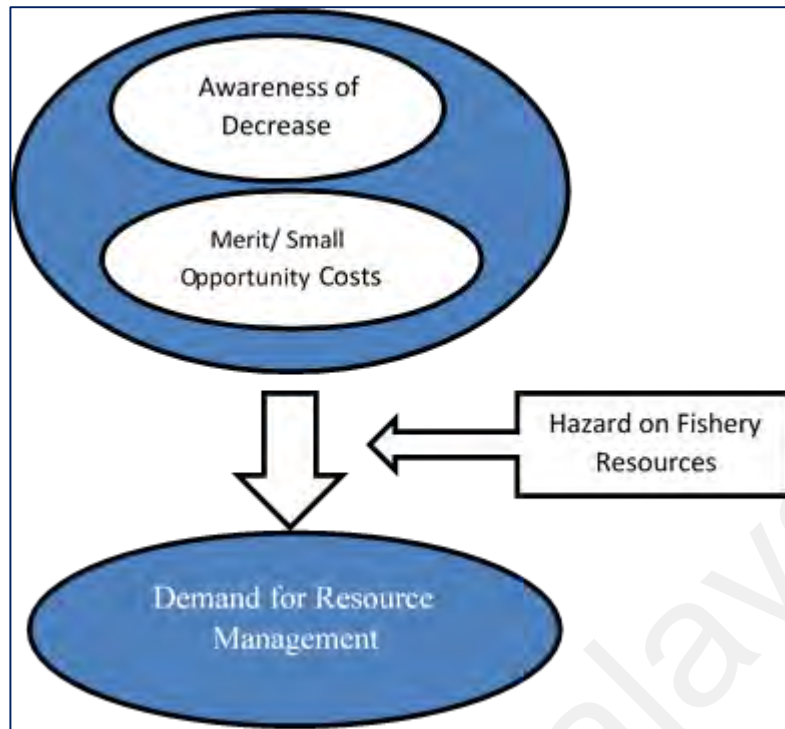 Awareness of
Decrease
Merit/ Small
Opportunity Costs
Hazard on Fishery
Resources
Demand for Resource
Management